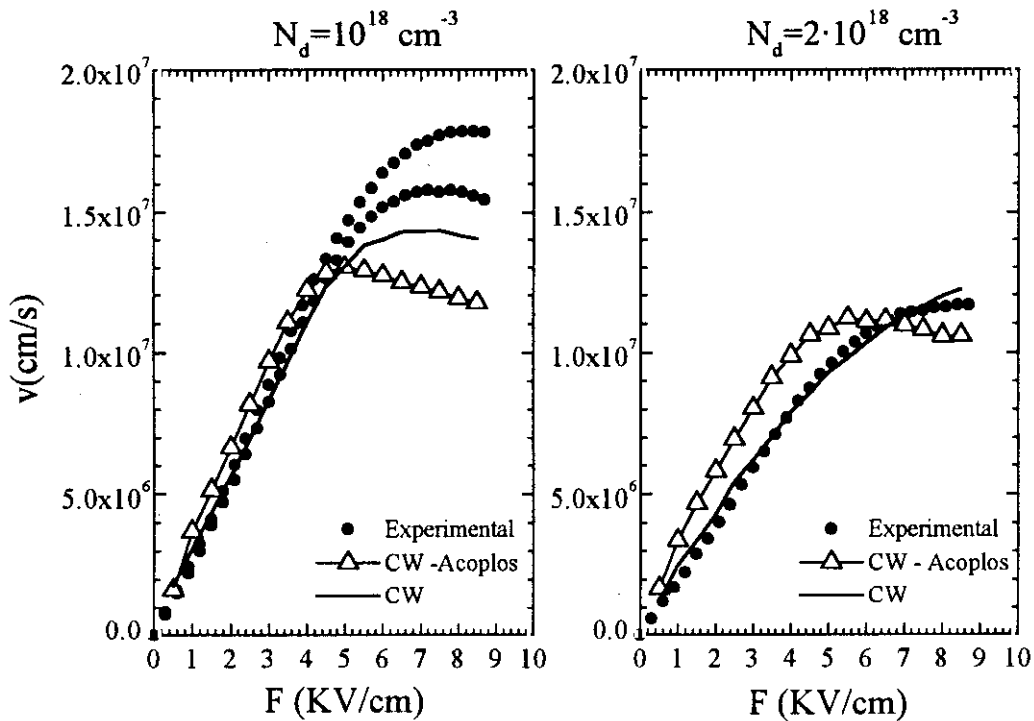 N_d=10^18 cm^-3
2.0x10^7
1.5x10^7
1.0x10^7
5.0x10^6
0.0
v(cm/s)
Experimental
CW -Acoplos
CW
0 1 2 3 4 5 6 7 8 9 10
F (KV/cm)
N_d=2·10^18 cm^-3
2.0x10^7
1.5x10^7
1.0x10^7
5.0x10^6
0.0
Experimental
CW - Acoplos
CW
0 1 2 3 4 5 6 7 8 9 10
F (KV/cm)